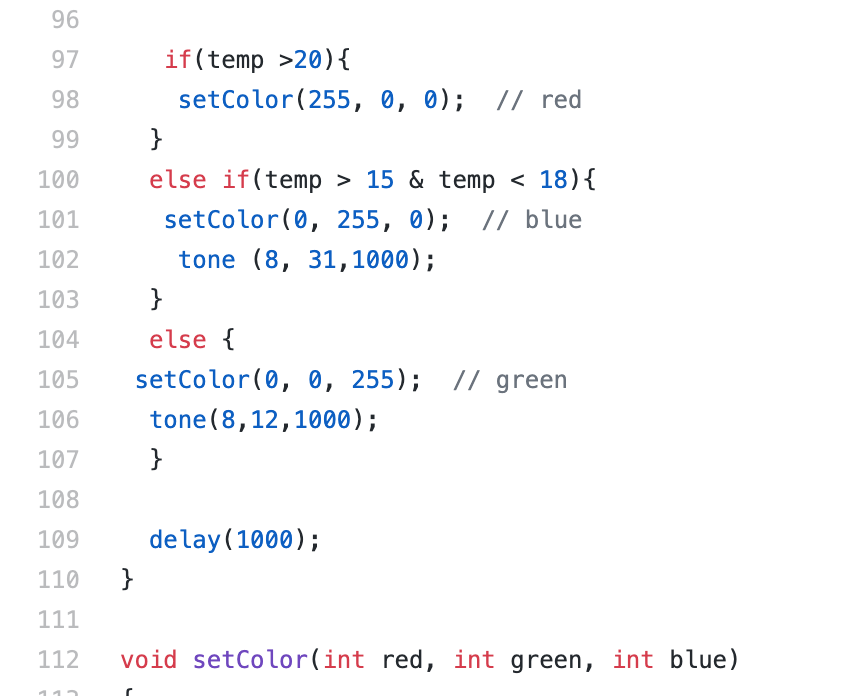 96
97 if(temp >20){
98 setColor(255, 0, 0);  // red
99 }
100 else if(temp > 15 & temp < 18){
101 setColor(0, 255, 0);  // blue
102 tone (8, 31,1000);
103 }
104 else {
105 setColor(0, 0, 255);  // green
106 tone(8,12,1000);
107 }
108
109 delay(1000);
110 }
111
112 void setColor(int red, int green, int blue)
113 {